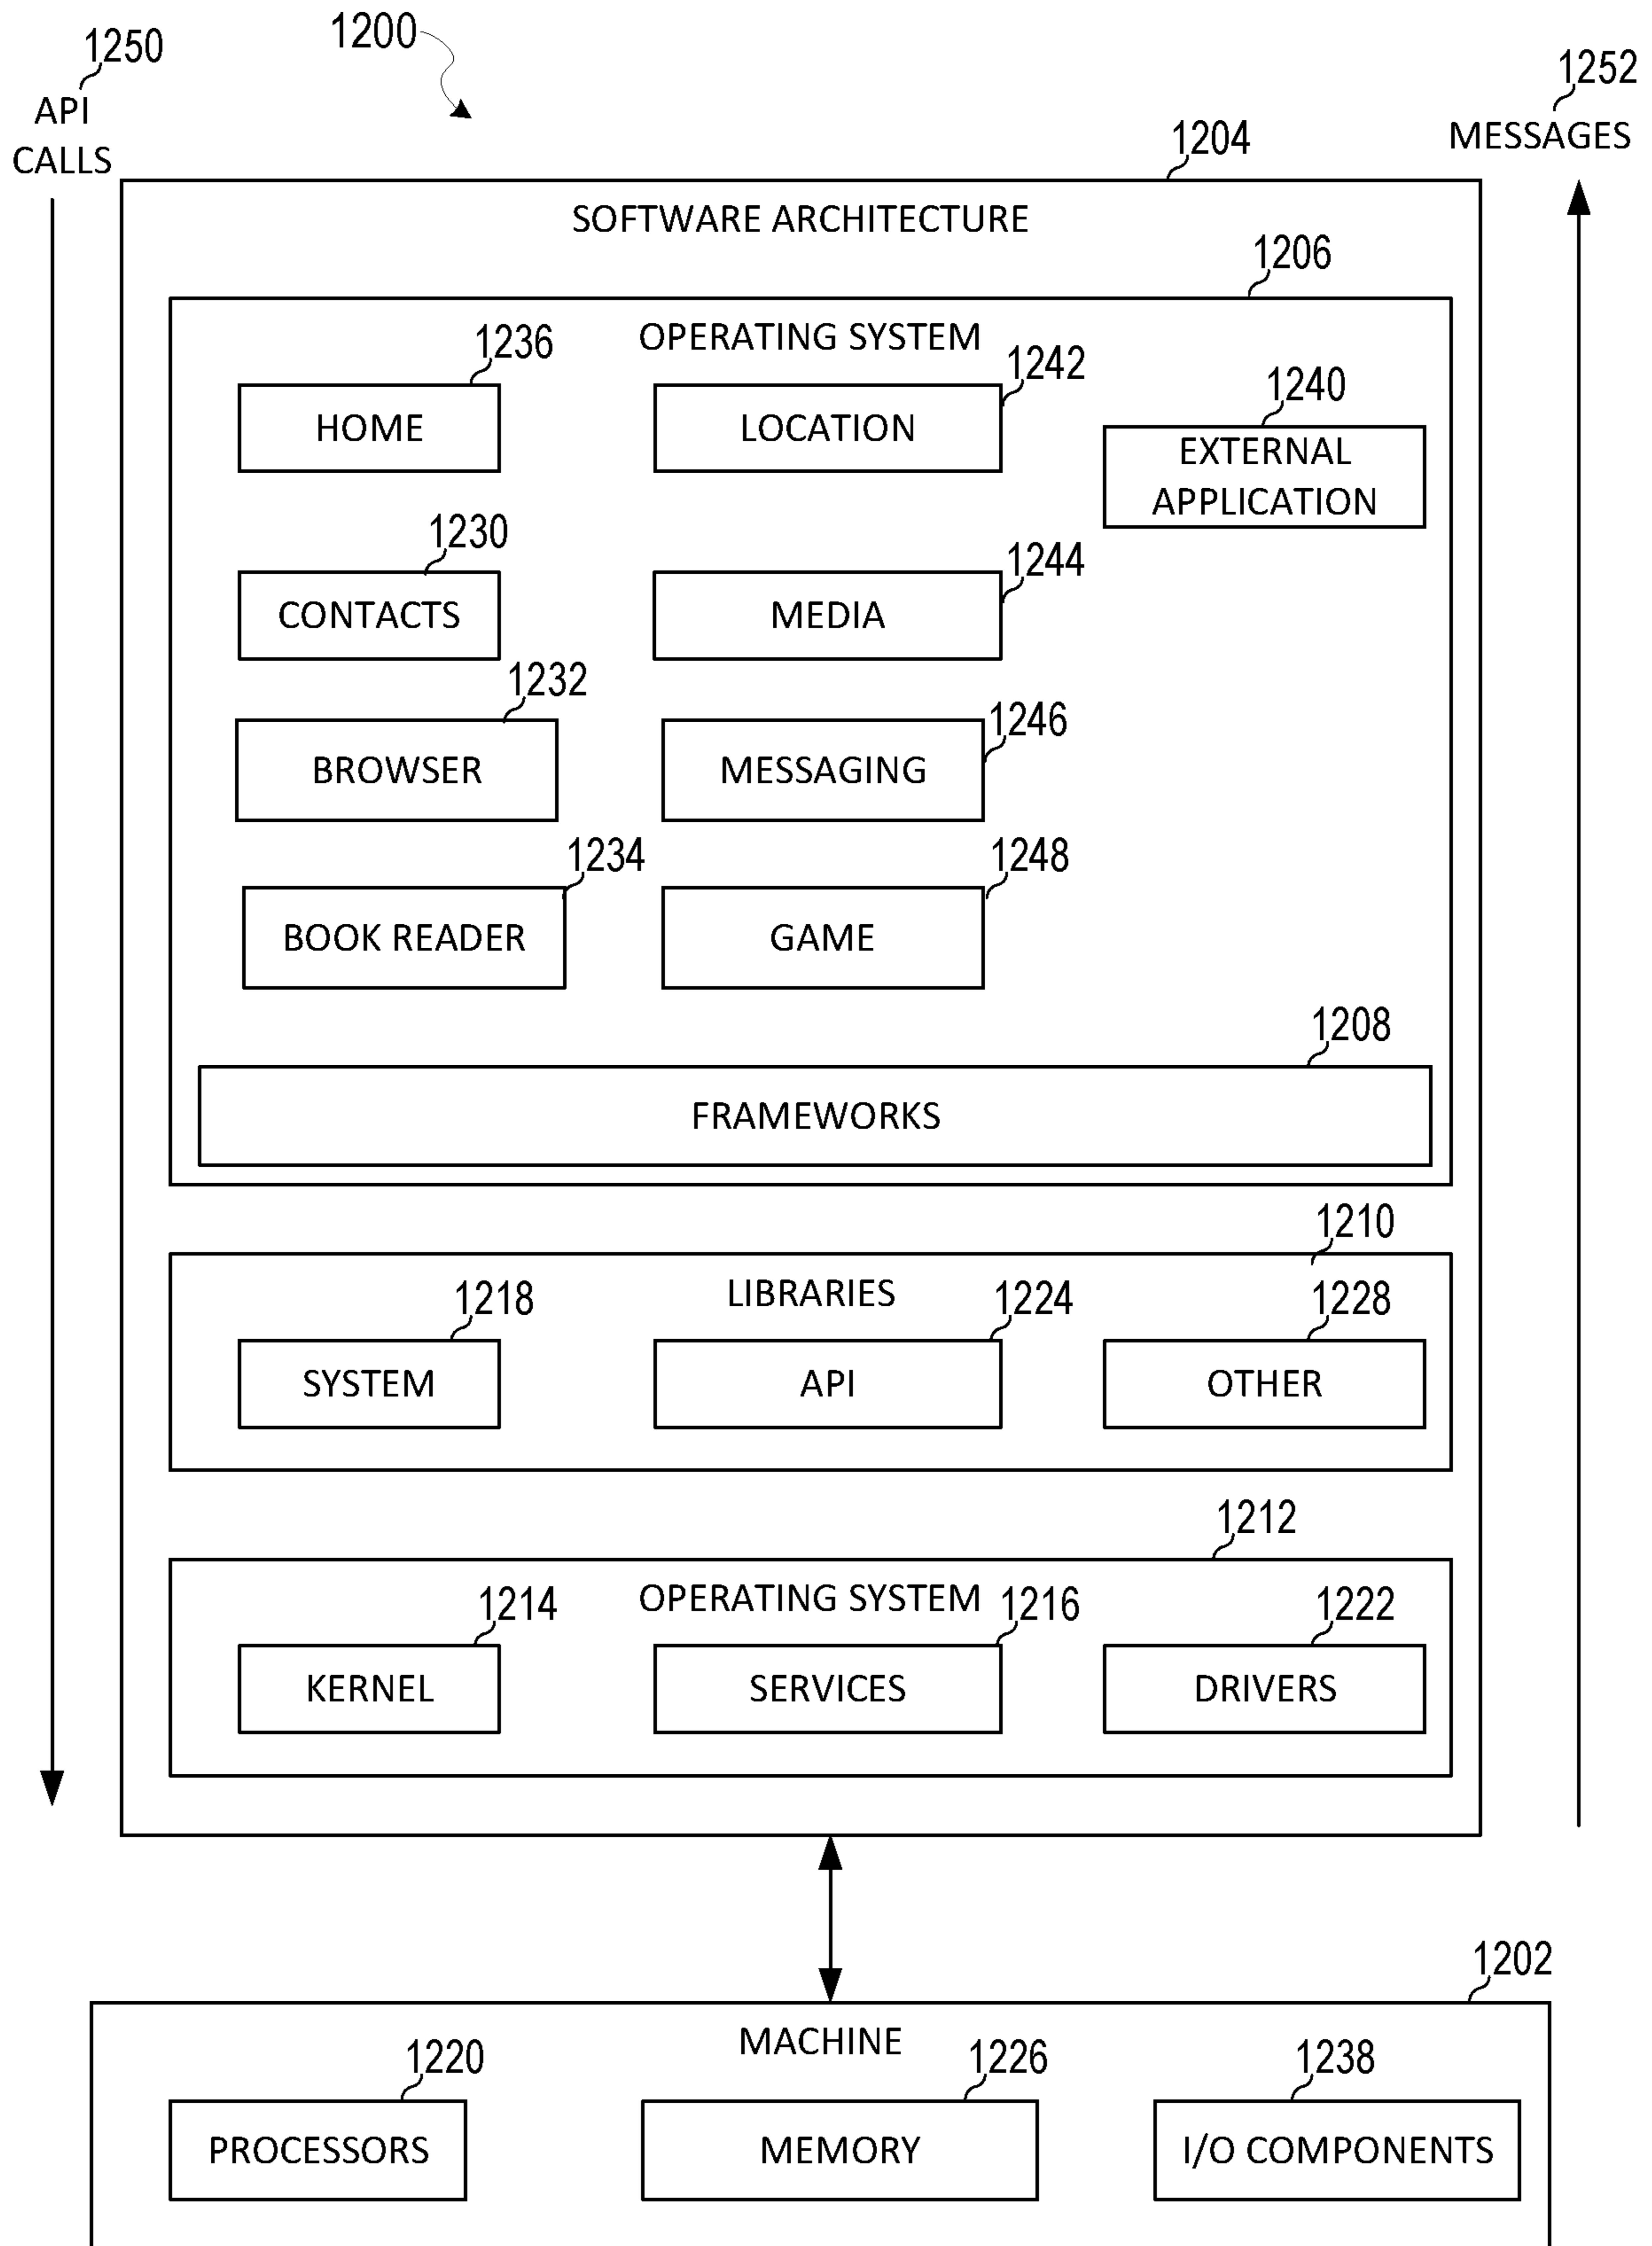 1250
1200
1252
API
CALLS
MESSAGES
1204
SOFTWARE ARCHITECTURE
1206
OPERATING SYSTEM
1236
1242
1240
HOME
LOCATION
EXTERNAL
APPLICATION
1230
1244
CONTACTS
MEDIA
1232
1246
BROWSER
MESSAGING
1234
1248
BOOK READER
GAME
1208
FRAMEWORKS
1210
LIBRARIES
1218
1224
1228
SYSTEM
API
OTHER
1212
OPERATING SYSTEM
1214
1216
1222
KERNEL
SERVICES
DRIVERS
1202
MACHINE
1220
1226
1238
PROCESSORS
MEMORY
I/O COMPONENTS